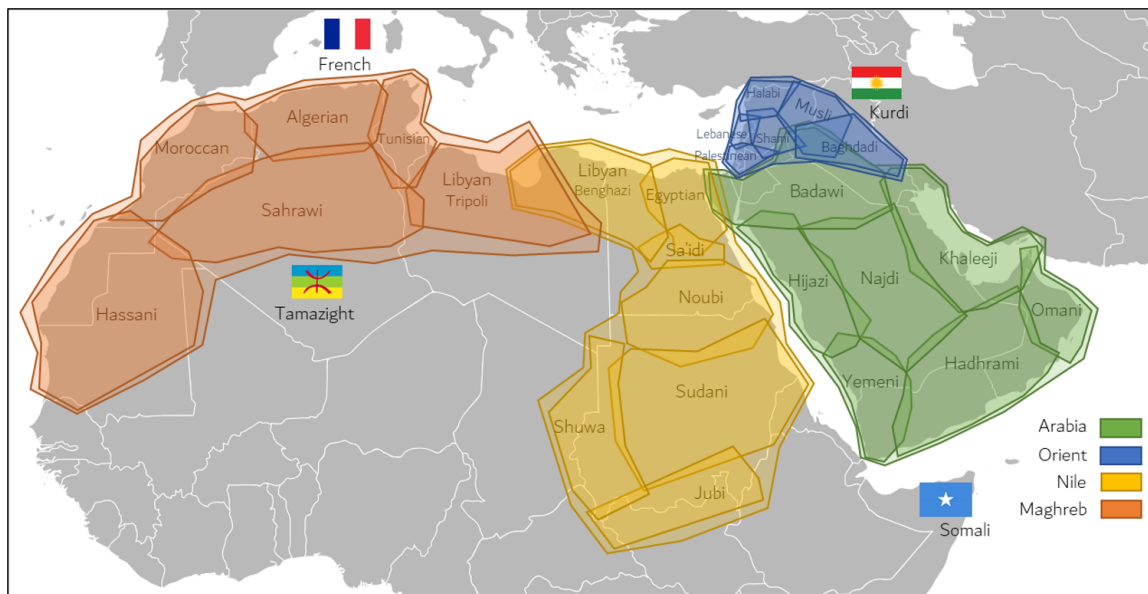 French
Kurdi
Halabi
Musli
Lebanese
Shami
Palestinean
Baghdadi
Algerian
Moroccan
Tunisian
Libyan
Tripoli
Libyan
Benghazi
Egyptian
Badawi
Sahrawi
Sa'idi
Khaleeji
Hijazi
Najdi
Noubi
Hassani
Tamazight
Omani
Hadhrami
Yemeni
Sudani
Shuwa
Jubi
Somali
Arabia
Orient
Nile
Maghreb